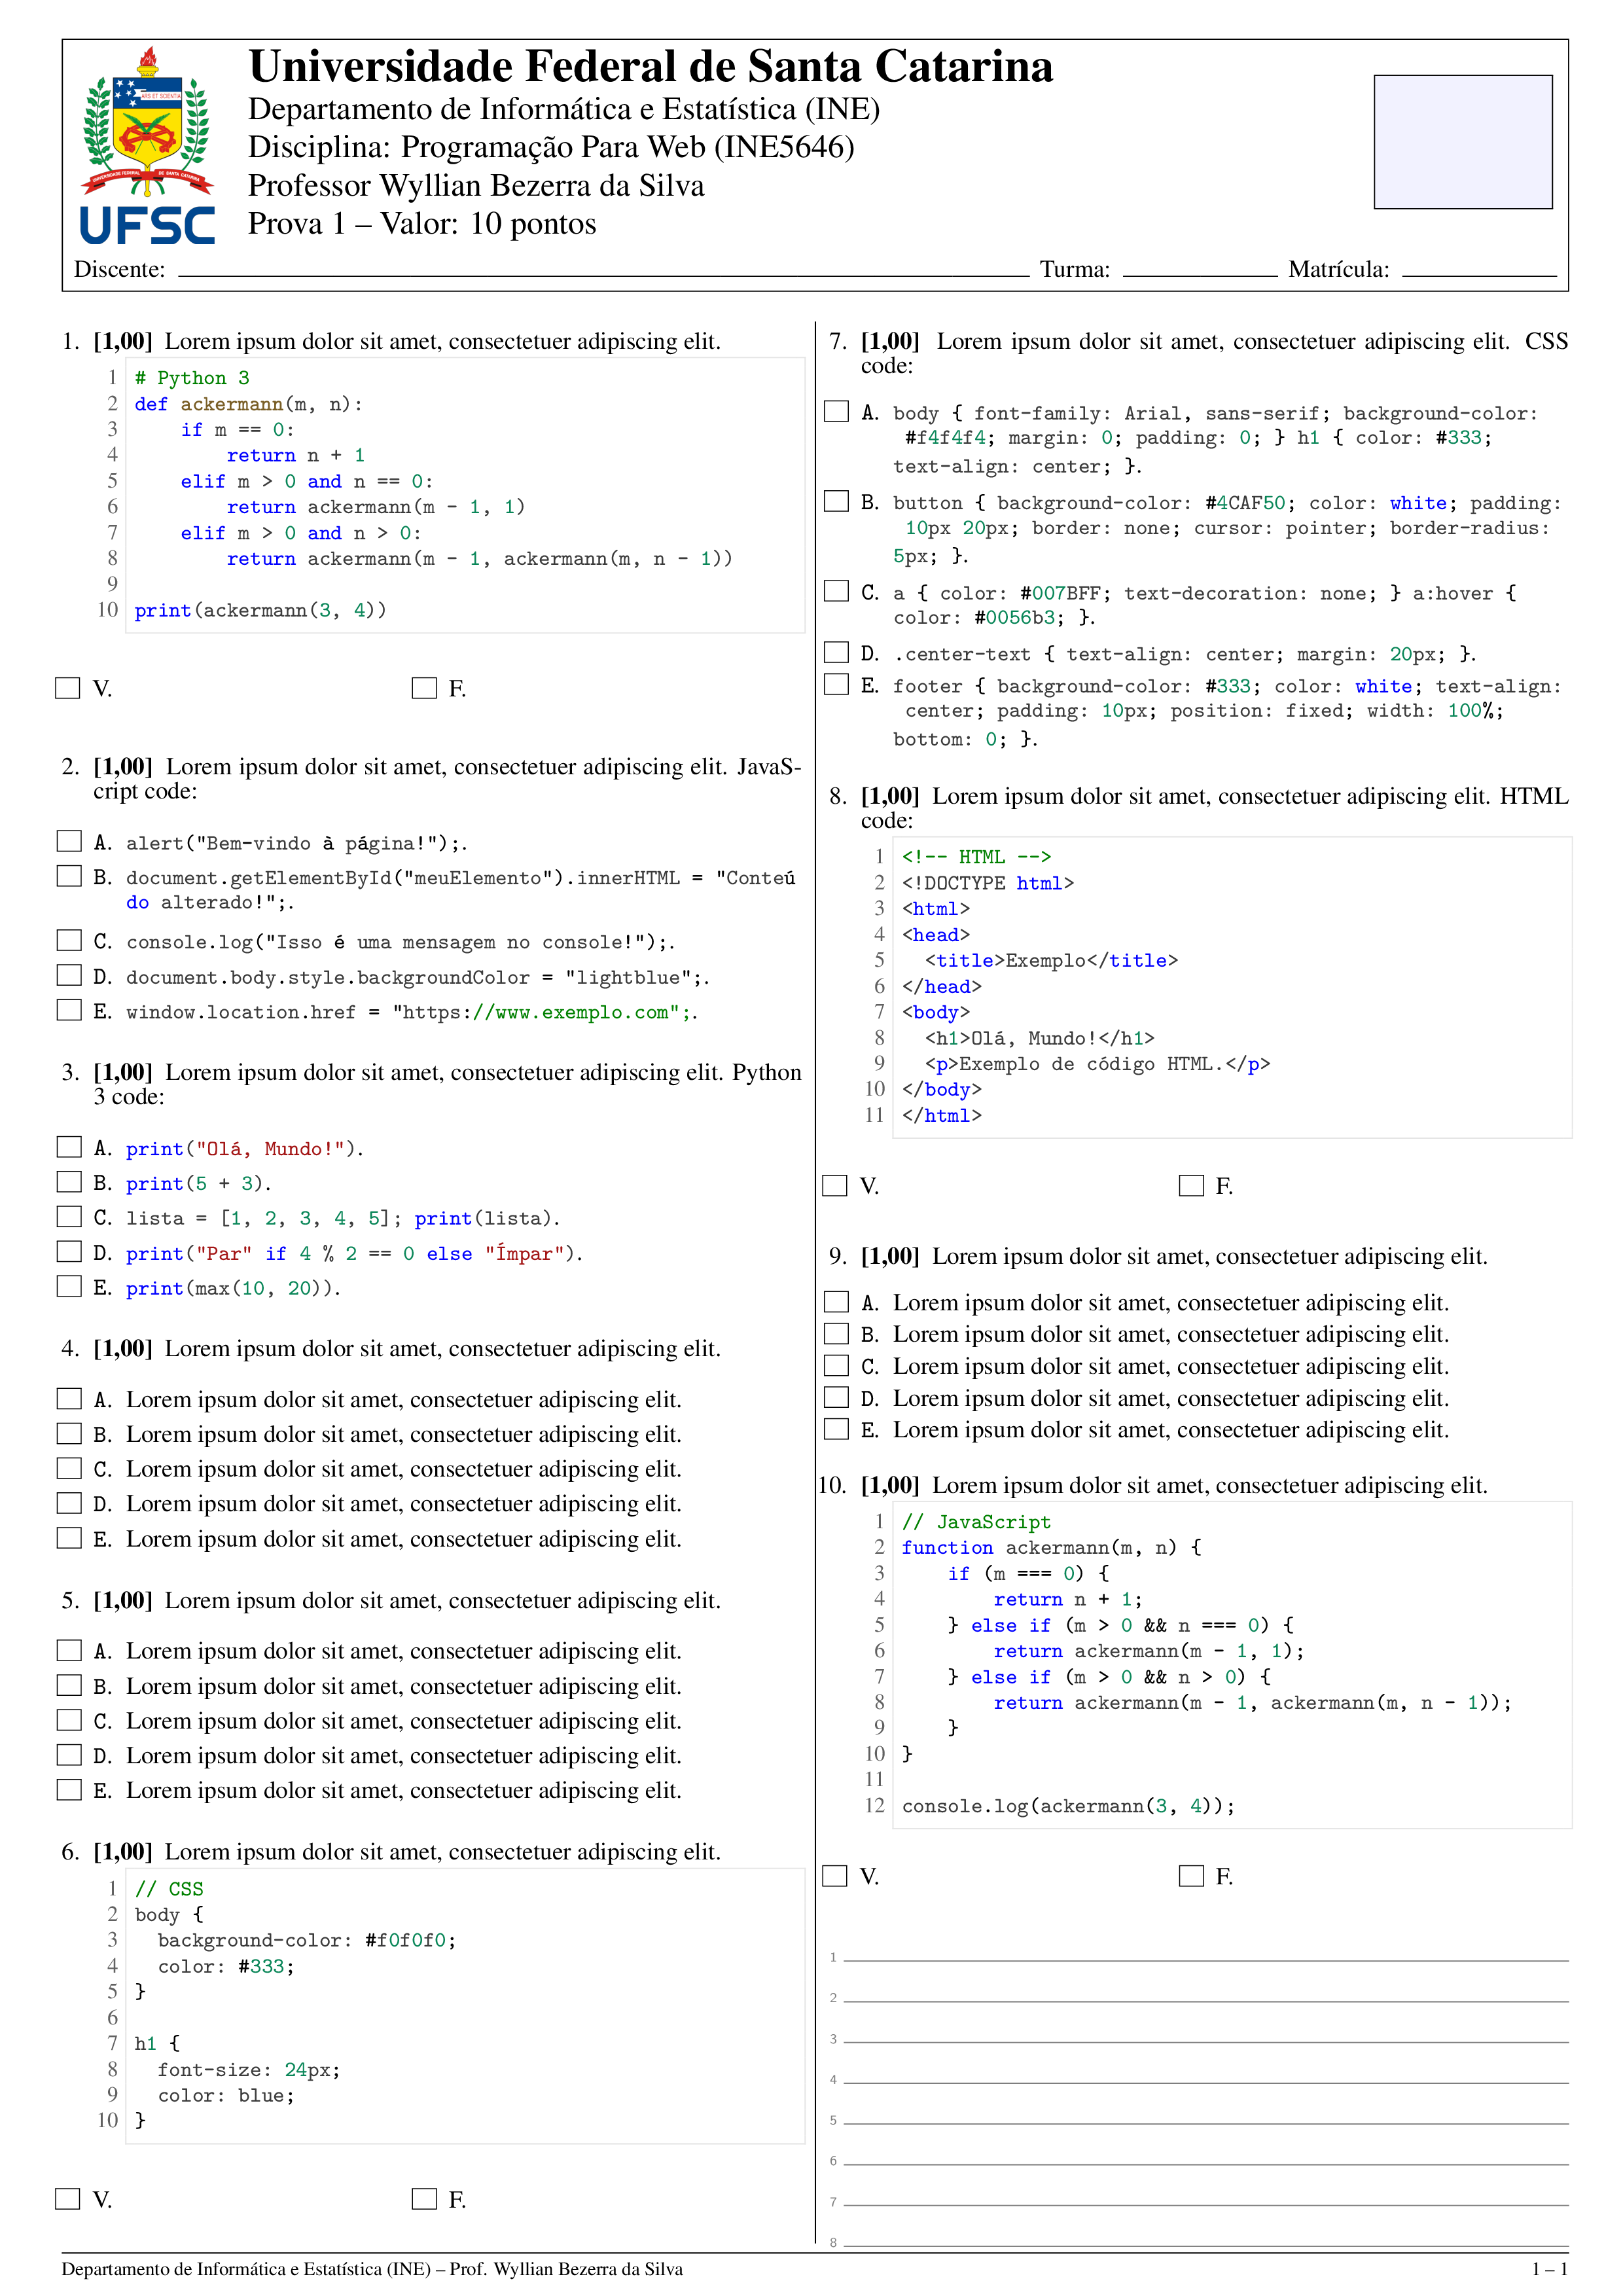 ARS ET SCIENTIA
UNIVERSIDADE FEDERAL DE SANTA CATARINA
UFSC
Universidade Federal de Santa Catarina
Departamento de Informática e Estatística (INE)
Disciplina: Programação Para Web (INE5646)
Professor Wyllian Bezerra da Silva
Prova 1 – Valor: 10 pontos
Discente: Turma: Matrícula:
1. [1,00] Lorem ipsum dolor sit amet, consectetuer adipiscing elit.
1 # Python 3
2 def ackermann(m, n):
3     if m == 0:
4         return n + 1
5     elif m > 0 and n == 0:
6         return ackermann(m - 1, 1)
7     elif m > 0 and n > 0:
8         return ackermann(m - 1, ackermann(m, n - 1))
9
10 print(ackermann(3, 4))
V. F.
2. [1,00] Lorem ipsum dolor sit amet, consectetuer adipiscing elit. JavaS-
cript code:
A. alert("Bem-vindo à página!");.
B. document.getElementById("meuElemento").innerHTML = "Conteú
do alterado!";.
C. console.log("Isso é uma mensagem no console!");.
D. document.body.style.backgroundColor = "lightblue";.
E. window.location.href = "https://www.exemplo.com";.
3. [1,00] Lorem ipsum dolor sit amet, consectetuer adipiscing elit. Python
3 code:
A. print("Olá, Mundo!").
B. print(5 + 3).
C. lista = [1, 2, 3, 4, 5]; print(lista).
D. print("Par" if 4 % 2 == 0 else "Ímpar").
E. print(max(10, 20)).
4. [1,00] Lorem ipsum dolor sit amet, consectetuer adipiscing elit.
A. Lorem ipsum dolor sit amet, consectetuer adipiscing elit.
B. Lorem ipsum dolor sit amet, consectetuer adipiscing elit.
C. Lorem ipsum dolor sit amet, consectetuer adipiscing elit.
D. Lorem ipsum dolor sit amet, consectetuer adipiscing elit.
E. Lorem ipsum dolor sit amet, consectetuer adipiscing elit.
5. [1,00] Lorem ipsum dolor sit amet, consectetuer adipiscing elit.
A. Lorem ipsum dolor sit amet, consectetuer adipiscing elit.
B. Lorem ipsum dolor sit amet, consectetuer adipiscing elit.
C. Lorem ipsum dolor sit amet, consectetuer adipiscing elit.
D. Lorem ipsum dolor sit amet, consectetuer adipiscing elit.
E. Lorem ipsum dolor sit amet, consectetuer adipiscing elit.
6. [1,00] Lorem ipsum dolor sit amet, consectetuer adipiscing elit.
1 // CSS
2 body {
3   background-color: #f0f0f0;
4   color: #333;
5 }
6
7 h1 {
8   font-size: 24px;
9   color: blue;
10 }
V. F.
7. [1,00] Lorem ipsum dolor sit amet, consectetuer adipiscing elit. CSS
code:
A. body { font-family: Arial, sans-serif; background-color:
#f4f4f4; margin: 0; padding: 0; } h1 { color: #333;
text-align: center; }.
B. button { background-color: #4CAF50; color: white; padding:
10px 20px; border: none; cursor: pointer; border-radius:
5px; }.
C. a { color: #007BFF; text-decoration: none; } a:hover {
color: #0056b3; }.
D. .center-text { text-align: center; margin: 20px; }.
E. footer { background-color: #333; color: white; text-align:
center; padding: 10px; position: fixed; width: 100%;
bottom: 0; }.
8. [1,00] Lorem ipsum dolor sit amet, consectetuer adipiscing elit. HTML
code:
1 <!-- HTML -->
2 <!DOCTYPE html>
3 <html>
4 <head>
5   <title>Exemplo</title>
6 </head>
7 <body>
8   <h1>Olá, Mundo!</h1>
9   <p>Exemplo de código HTML.</p>
10 </body>
11 </html>
V. F.
9. [1,00] Lorem ipsum dolor sit amet, consectetuer adipiscing elit.
A. Lorem ipsum dolor sit amet, consectetuer adipiscing elit.
B. Lorem ipsum dolor sit amet, consectetuer adipiscing elit.
C. Lorem ipsum dolor sit amet, consectetuer adipiscing elit.
D. Lorem ipsum dolor sit amet, consectetuer adipiscing elit.
E. Lorem ipsum dolor sit amet, consectetuer adipiscing elit.
10. [1,00] Lorem ipsum dolor sit amet, consectetuer adipiscing elit.
1 // JavaScript
2 function ackermann(m, n) {
3     if (m === 0) {
4         return n + 1;
5     } else if (m > 0 && n === 0) {
6         return ackermann(m - 1, 1);
7     } else if (m > 0 && n > 0) {
8         return ackermann(m - 1, ackermann(m, n - 1));
9     }
10 }
11
12 console.log(ackermann(3, 4));
V. F.
1
2
3
4
5
6
7
8
Departamento de Informática e Estatística (INE) – Prof. Wyllian Bezerra da Silva 1 – 1